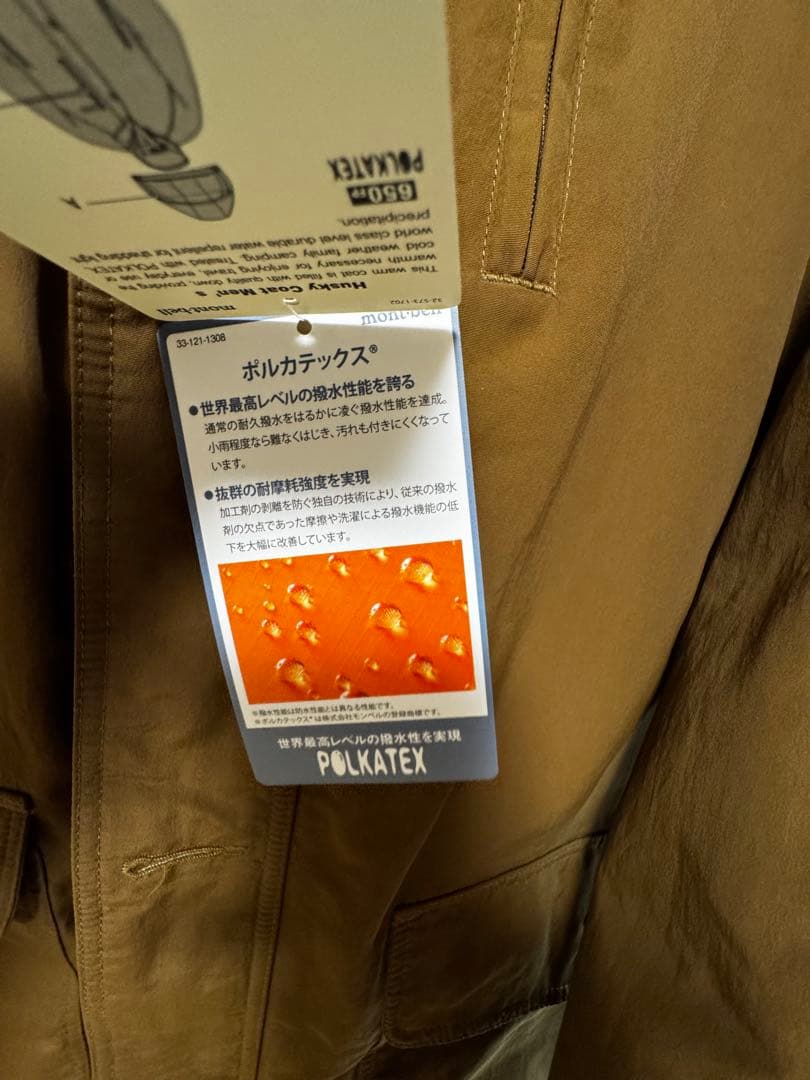 A
650FP
POLKATEX
32-573-1702
mont-bell
Husky Coat Men's
This warm coat is filled with quality down, providing the
warmth necessary for enjoying travel, everyday use or
cold weather family camping. Treated with POLKATEX,
world class level durable water repellent for shedding light
precipitation.
mont-bell
33-121-1308
ポルカテックス®
●世界最高レベルの撥水性能を誇る
通常の耐久撥水をはるかに凌ぐ撥水性能を達成。
小雨程度なら難なくはじき、汚れも付きにくくなって
います。
●抜群の耐摩耗強度を実現
加工剤の剥離を防ぐ独自の技術により、従来の撥水
剤の欠点であった摩擦や洗濯による撥水機能の低
下を大幅に改善しています。
※撥水性能は防水性能とは異なる性能です。
※ポルカテックス®は株式会社モンベルの登録商標です。
世界最高レベルの撥水性を実現
POLKATEX